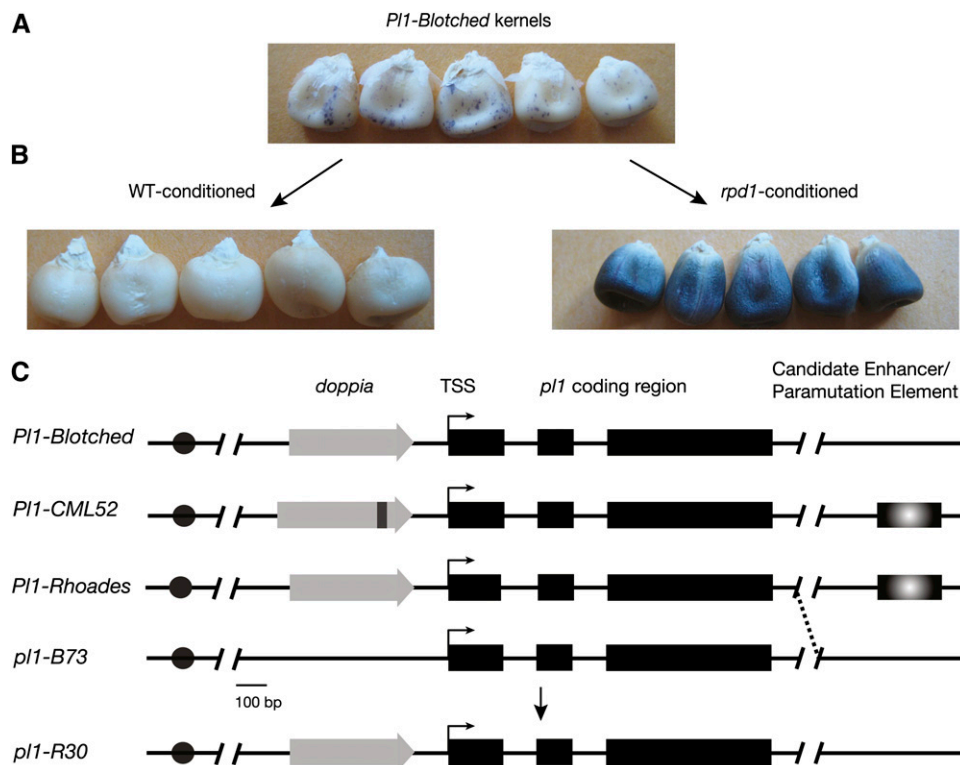 A
Pl1-Blotched kernels
B
WT-conditioned
rpd1-conditioned
C
doppia
TSS
pl1 coding region
Candidate Enhancer/
Paramutation Element
Pl1-Blotched
Pl1-CML52
Pl1-Rhoades
pl1-B73
100 bp
pl1-R30